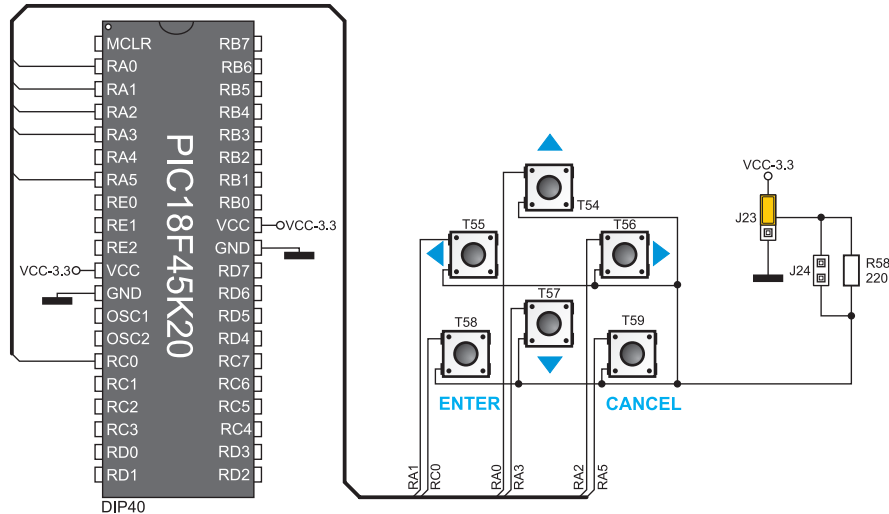 MCLR RB7
RA0 RB6
RA1 RB5
RA2 RB4
RA3 RB3
RA4 RB2
RA5 RB1
RE0 RB0
RE1 VCC VCC-3.3
RE2 GND
VCC-3.3 VCC RD7
GND RD6
OSC1 RD5
OSC2 RD4
RC0 RC7
RC1 RC6
RC2 RC5
RC3 RC4
RD0 RD3
RD1 RD2
PIC18F45K20
DIP40
T54
T55
T56
T57
T58
T59
ENTER
CANCEL
RA1
RC0
RA0
RA3
RA2
RA5
VCC-3.3
J23
J24
R58
220